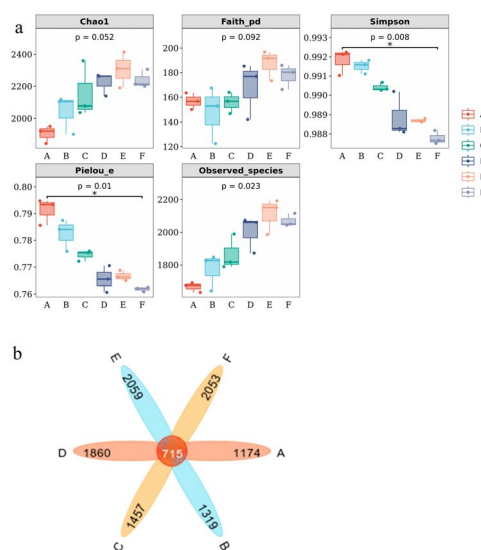 a
Chao1
p = 0.052
2400
2200
2000
A B C D E F
Faith_pd
p = 0.092
200
180
160
140
120
A B C D E F
Simpson
p = 0.008
*
0.993
0.992
0.991
0.990
0.989
0.988
A B C D E F
Pielou_e
p = 0.01
*
0.80
0.79
0.78
0.77
0.76
A B C D E F
Observed_species
p = 0.023
2200
2000
1800
A B C D E F
b
E
2059
F
2053
D
1860
715
1174
A
1457
C
1319
B